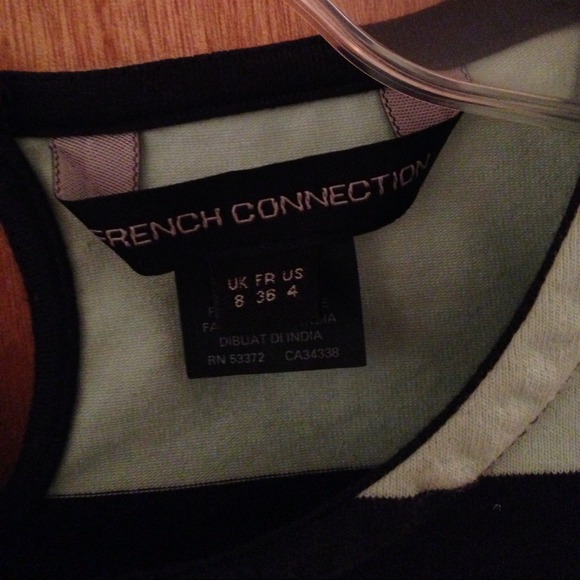 FRENCH CONNECTION
UK FR US
8 36 4
DIBUAT DI INDIA
RN 53372 CA34338